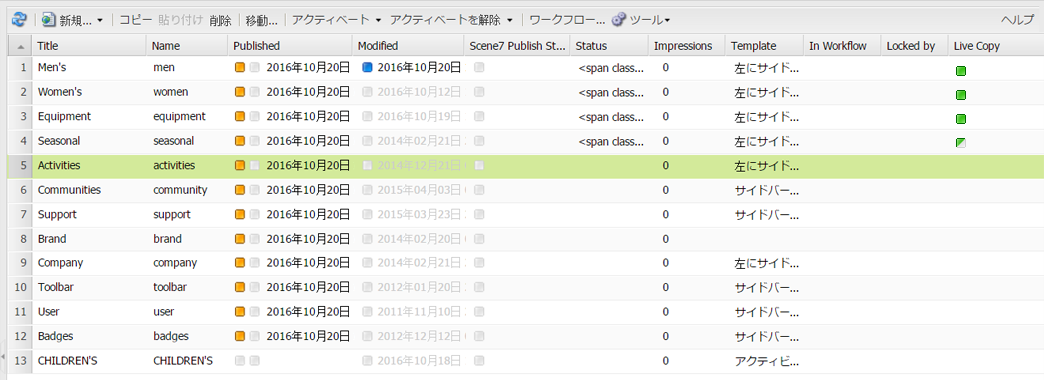 新規... コピー 貼り付け 削除 移動... アクティベート アクティベートを解除 ワークフロー... ツール ヘルプ
Title Name Published Modified Scene7 Publish St... Status Impressions Template In Workflow Locked by Live Copy
1 Men's men 2016年10月20日 2016年10月20日 <span class... 0 左にサイド...
2 Women's women 2016年10月20日 2016年10月12日 <span class... 0 左にサイド...
3 Equipment equipment 2016年10月20日 2016年10月19日 <span class... 0 左にサイド...
4 Seasonal seasonal 2016年10月20日 2014年02月21日 <span class... 0 左にサイド...
5 Activities activities 2016年10月20日 2014年12月21日 0 左にサイド...
6 Communities community 2016年10月20日 2015年04月03日 0 サイドバー...
7 Support support 2016年10月20日 2015年03月23日 0 サイドバー...
8 Brand brand 2016年10月20日 2014年02月20日 0
9 Company company 2016年10月20日 2014年02月21日 0 左にサイド...
10 Toolbar toolbar 2016年10月20日 2012年01月20日 0 サイドバー...
11 User user 2016年10月20日 2011年11月10日 0 サイドバー...
12 Badges badges 2016年10月20日 2012年12月12日 0 サイドバー...
13 CHILDREN'S CHILDREN'S 2016年10月18日 0 アクティビ...